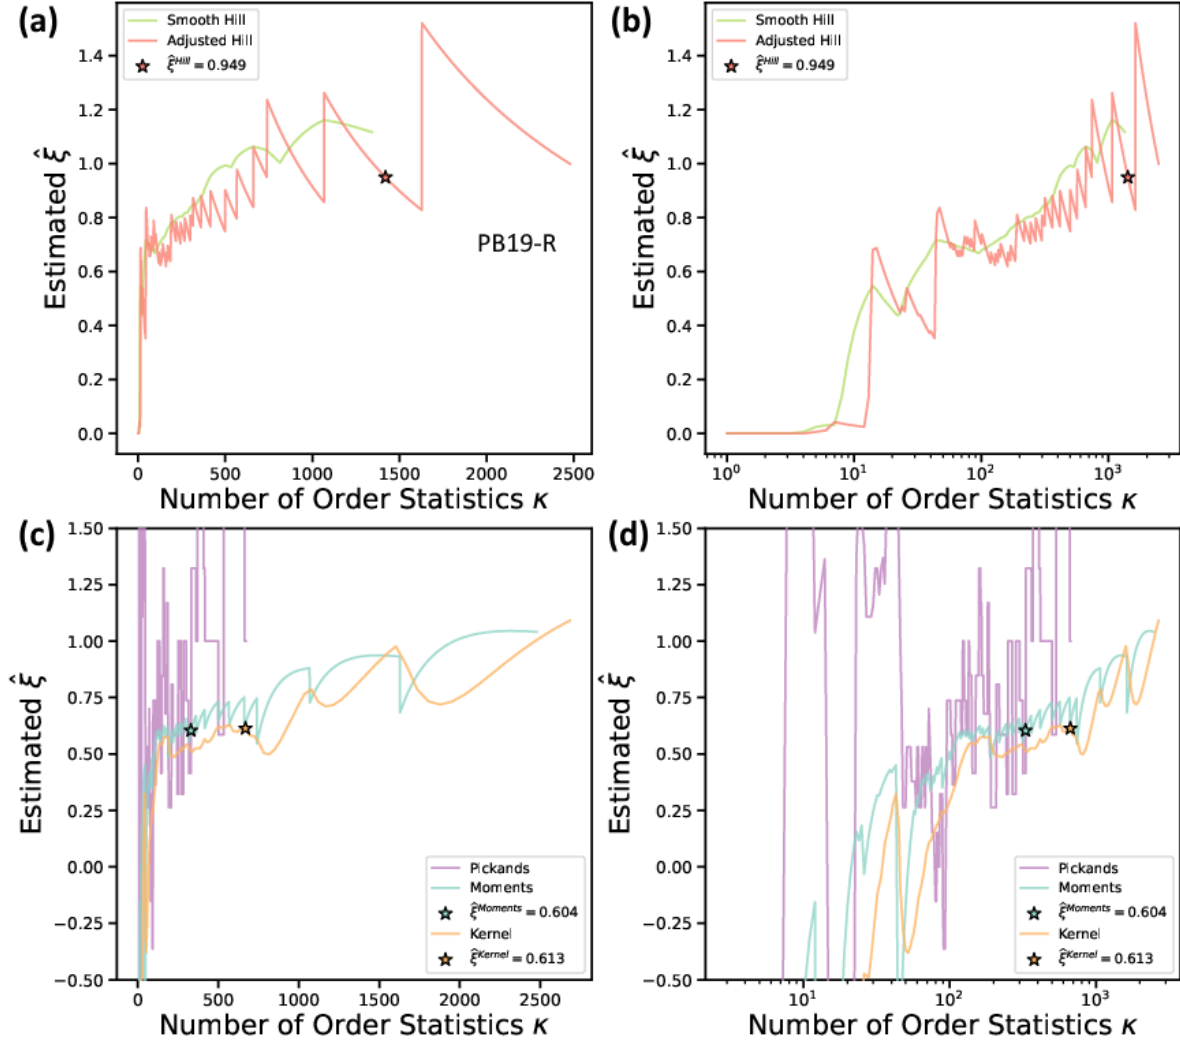 (a)
Smooth Hill
Adjusted Hill
ξ̂^Hill = 0.949
1.4
1.2
1.0
0.8
0.6
0.4
0.2
0.0
Estimated ξ̂
PB19-R
0 500 1000 1500 2000 2500
Number of Order Statistics κ
(b)
Smooth Hill
Adjusted Hill
ξ̂^Hill = 0.949
1.4
1.2
1.0
0.8
0.6
0.4
0.2
0.0
Estimated ξ̂
10^0 10^1 10^2 10^3
Number of Order Statistics κ
(c)
1.50
1.25
1.00
0.75
0.50
0.25
0.00
−0.25
−0.50
Estimated ξ̂
Pickands
Moments
ξ̂^Moments = 0.604
Kernel
ξ̂^Kernel = 0.613
0 500 1000 1500 2000 2500
Number of Order Statistics κ
(d)
1.50
1.25
1.00
0.75
0.50
0.25
0.00
−0.25
−0.50
Estimated ξ̂
Pickands
Moments
ξ̂^Moments = 0.604
Kernel
ξ̂^Kernel = 0.613
10^1 10^2 10^3
Number of Order Statistics κ